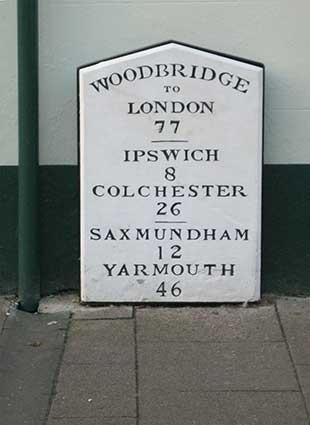 WOODBRIDGE
TO
LONDON
77
IPSWICH
8
COLCHESTER
26
SAXMUNDHAM
12
YARMOUTH
46